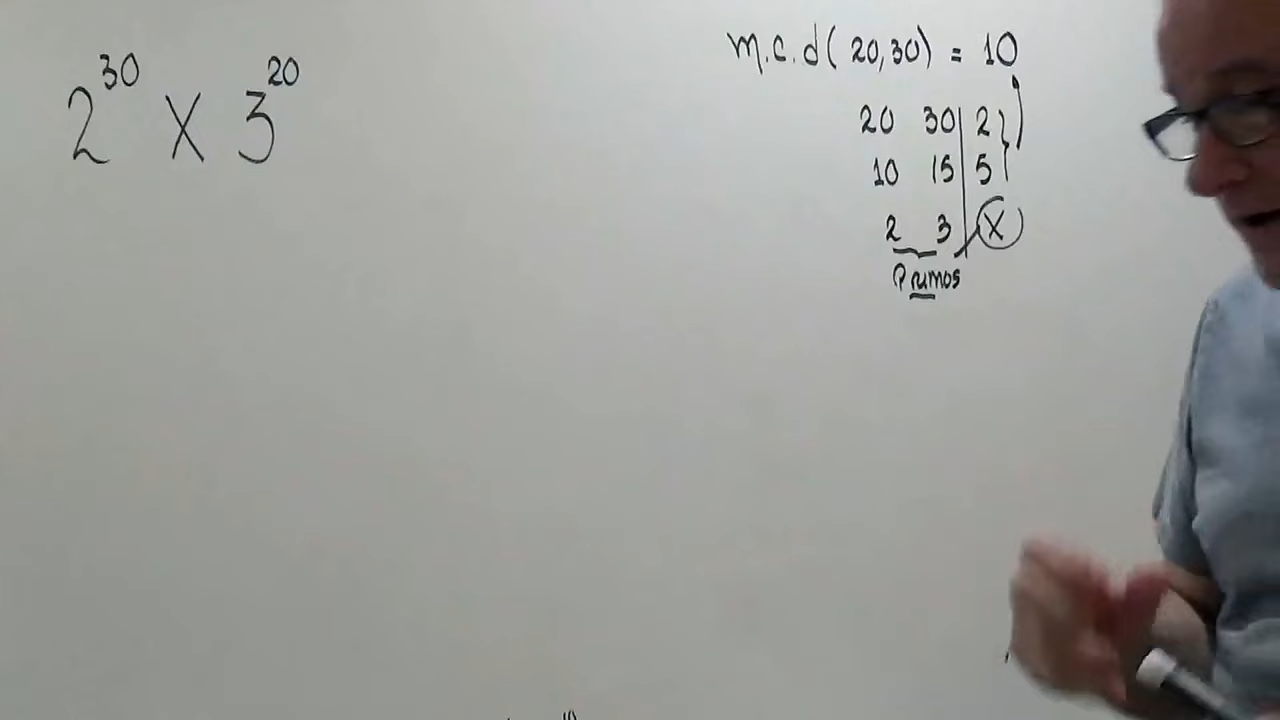 2^30 X 3^20
m.c.d(20,30) = 10
20 30 | 2
10 15 | 5
2 3 | X
Primos